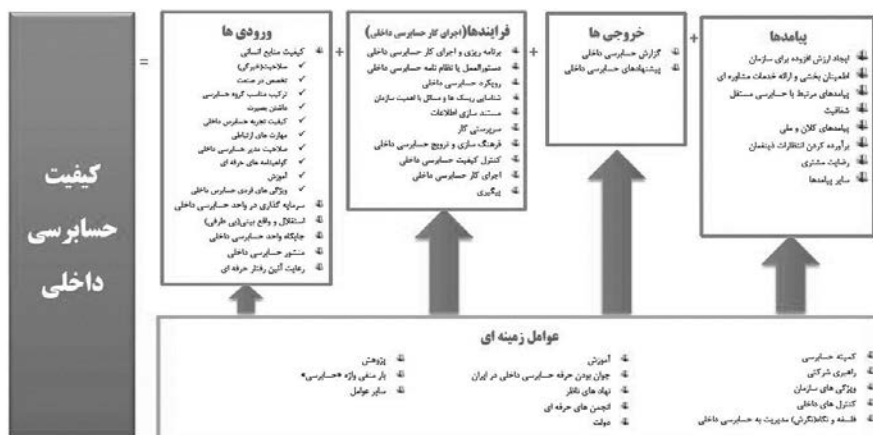 کیفیت
حسابرسی
داخلی
=
ورودی ها
کیفیت منابع انسانی
صلاحیت(خبرگی)
تخصص در صنعت
ترکیب مناسب گروه حسابرسی
داشتن بصیرت
کیفیت تجربه حسابرس داخلی
مهارت های ارتباطی
صلاحیت مدیر حسابرسی داخلی
گواهینامه های حرفه ای
آموزش
ویژگی های فردی حسابرس داخلی
سرمایه گذاری در واحد حسابرسی داخلی
استقلال و واقع بینی(بی طرفی)
جایگاه واحد حسابرسی داخلی
منشور حسابرسی داخلی
رعایت آئین رفتار حرفه ای
+
فرایندها(اجرای کار حسابرسی داخلی)
برنامه ریزی و اجرای کار حسابرسی داخلی
دستورالعمل یا نظام نامه حسابرسی داخلی
رویکرد حسابرسی داخلی
شناسایی ریسک ها و مسائل با اهمیت سازمان
مستند سازی اطلاعات
سرپرستی کار
فرهنگ سازی و ترویج حسابرسی داخلی
کنترل کیفیت حسابرسی داخلی
اجرای کار حسابرسی داخلی
پیگیری
+
خروجی ها
گزارش حسابرسی داخلی
پیشنهادهای حسابرسی داخلی
+
پیامدها
ایجاد ارزش افزوده برای سازمان
اطمینان بخشی و ارائه خدمات مشاوره ای
پیامدهای مرتبط با حسابرسی مستقل
شفافیت
پیامدهای کلان و ملی
برآورده کردن انتظارات ذینفعان
رضایت مشتری
سایر پیامدها
عوامل زمینه ای
کمیته حسابرسی
راهبری شرکتی
ویژگی های سازمان
کنترل های داخلی
فلسفه و نگاه(نگرش) مدیریت به حسابرسی داخلی
آموزش
جوان بودن حرفه حسابرسی داخلی در ایران
نهاد های ناظر
انجمن های حرفه ای
دولت
پژوهش
بار منفی واژه «حسابرسی»
سایر عوامل